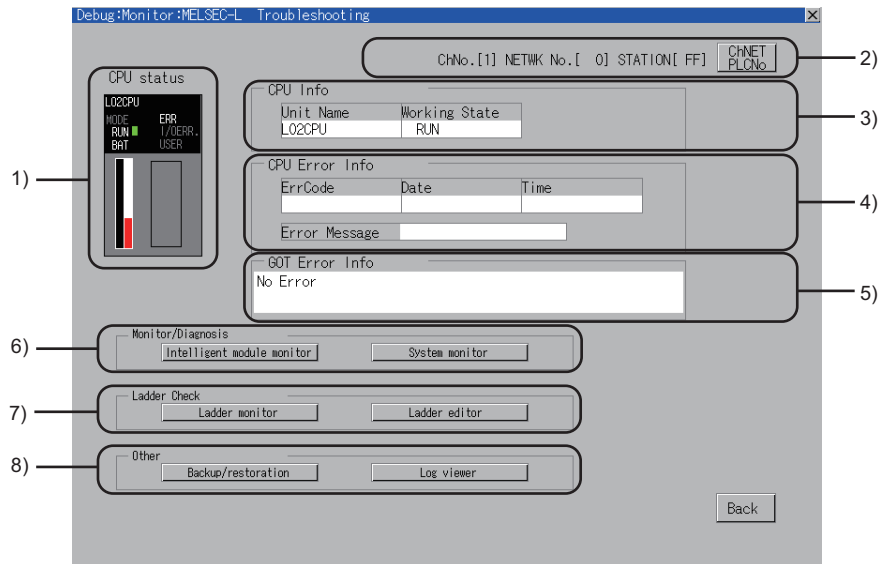 Debug:Monitor:MELSEC-L Troubleshooting
ChNo.[1] NETWK No.[ 0] STATION[ FF]
ChNET
PLCNo
2)
CPU status
L02CPU
MODE
ERR
RUN
I/OERR.
BAT
USER
1)
CPU Info
Unit Name
Working State
L02CPU
RUN
3)
CPU Error Info
ErrCode
Date
Time
Error Message
4)
GOT Error Info
No Error
5)
6)
Monitor/Diagnosis
Intelligent module monitor
System monitor
7)
Ladder Check
Ladder monitor
Ladder editor
8)
Other
Backup/restoration
Log viewer
Back